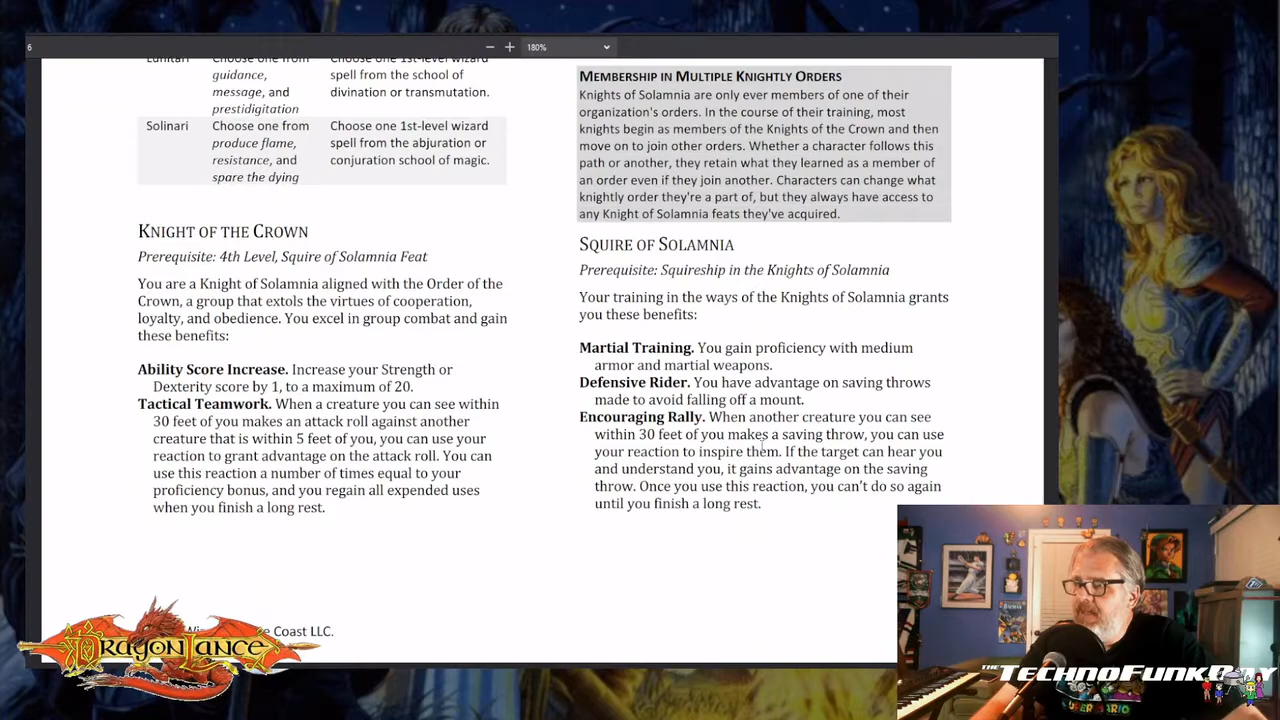 6
180%
Lunitari
Choose one from
guidance,
message, and
prestidigitation
Choose one 1st-level wizard
spell from the school of
divination or transmutation.
Solinari
Choose one from
produce flame,
resistance, and
spare the dying
Choose one 1st-level wizard
spell from the abjuration or
conjuration school of magic.
KNIGHT OF THE CROWN
Prerequisite: 4th Level, Squire of Solamnia Feat
You are a Knight of Solamnia aligned with the Order of the
Crown, a group that extols the virtues of cooperation,
loyalty, and obedience. You excel in group combat and gain
these benefits:
Ability Score Increase. Increase your Strength or
Dexterity score by 1, to a maximum of 20.
Tactical Teamwork. When a creature you can see within
30 feet of you makes an attack roll against another
creature that is within 5 feet of you, you can use your
reaction to grant advantage on the attack roll. You can
use this reaction a number of times equal to your
proficiency bonus, and you regain all expended uses
when you finish a long rest.
MEMBERSHIP IN MULTIPLE KNIGHTLY ORDERS
Knights of Solamnia are only ever members of one of their
organization's orders. In the course of their training, most
knights begin as members of the Knights of the Crown and then
move on to join other orders. Whether a character follows this
path or another, they retain what they learned as a member of
an order even if they join another. Characters can change what
knightly order they're a part of, but they always have access to
any Knight of Solamnia feats they've acquired.
SQUIRE OF SOLAMNIA
Prerequisite: Squireship in the Knights of Solamnia
Your training in the ways of the Knights of Solamnia grants
you these benefits:
Martial Training. You gain proficiency with medium
armor and martial weapons.
Defensive Rider. You have advantage on saving throws
made to avoid falling off a mount.
Encouraging Rally. When another creature you can see
within 30 feet of you makes a saving throw, you can use
your reaction to inspire them. If the target can hear you
and understand you, it gains advantage on the saving
throw. Once you use this reaction, you can't do so again
until you finish a long rest.
Coast LLC.
DRAGONLANCE
THE TECHNOFUNKBOY
SUPER MARIO